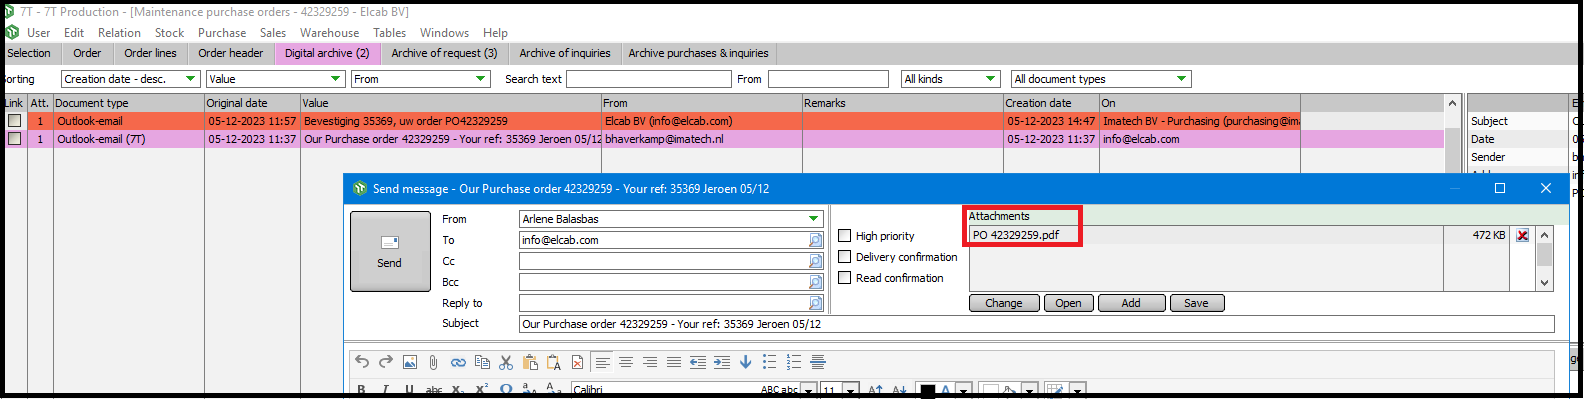 7T - 7T Production - [Maintenance purchase orders - 42329259 - Elcab BV]
User Edit Relation Stock Purchase Sales Warehouse Tables Windows Help
Selection Order Order lines Order header Digital archive (2) Archive of request (3) Archive of inquiries Archive purchases & inquiries
Creation date - desc. Value From Search text From All kinds All document types
Link Att. Document type Original date Value From Remarks Creation date On
1 Outlook-email 05-12-2023 11:57 Bevestiging 35369, uw order PO42329259 Elcab BV (info@elcab.com) 05-12-2023 14:47 Imatech BV - Purchasing (purchasing@ima Subject
1 Outlook-email (7T) 05-12-2023 11:37 Our Purchase order 42329259 - Your ref: 35369 Jeroen 05/12 bhaverkamp@imatech.nl 05-12-2023 11:37 info@elcab.com Date
Sender
Send message - Our Purchase order 42329259 - Your ref: 35369 Jeroen 05/12
Send
From Arlene Balasbas
To info@elcab.com
Cc
Bcc
Reply to
Subject Our Purchase order 42329259 - Your ref: 35369 Jeroen 05/12
High priority
Delivery confirmation
Read confirmation
Attachments
PO 42329259.pdf 472 KB
Change Open Add Save
B I U abc X₂ X² Calibri ABC abc 11 A A